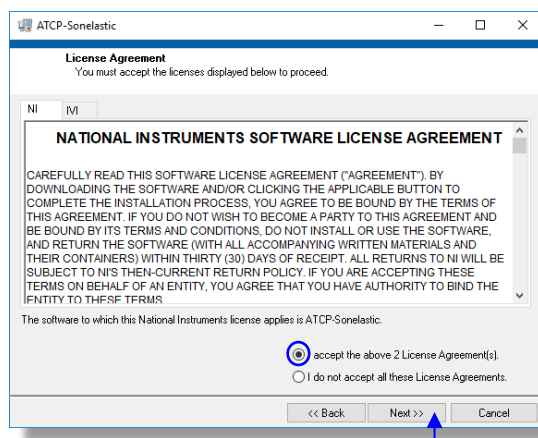 ATCP-Sonelastic
License Agreement
You must accept the licenses displayed below to proceed.
NI IVI
NATIONAL INSTRUMENTS SOFTWARE LICENSE AGREEMENT
CAREFULLY READ THIS SOFTWARE LICENSE AGREEMENT ("AGREEMENT"). BY
DOWNLOADING THE SOFTWARE AND/OR CLICKING THE APPLICABLE BUTTON TO
COMPLETE THE INSTALLATION PROCESS, YOU AGREE TO BE BOUND BY THE TERMS OF
THIS AGREEMENT. IF YOU DO NOT WISH TO BECOME A PARTY TO THIS AGREEMENT AND
BE BOUND BY ITS TERMS AND CONDITIONS, DO NOT INSTALL OR USE THE SOFTWARE,
AND RETURN THE SOFTWARE (WITH ALL ACCOMPANYING WRITTEN MATERIALS AND
THEIR CONTAINERS) WITHIN THIRTY (30) DAYS OF RECEIPT. ALL RETURNS TO NI WILL BE
SUBJECT TO NI'S THEN-CURRENT RETURN POLICY. IF YOU ARE ACCEPTING THESE
TERMS ON BEHALF OF AN ENTITY, YOU AGREE THAT YOU HAVE AUTHORITY TO BIND THE
ENTITY TO THESE TERMS
The software to which this National Instruments license applies is ATCP-Sonelastic.
accept the above 2 License Agreement(s).
I do not accept all these License Agreements.
<< Back Next >> Cancel